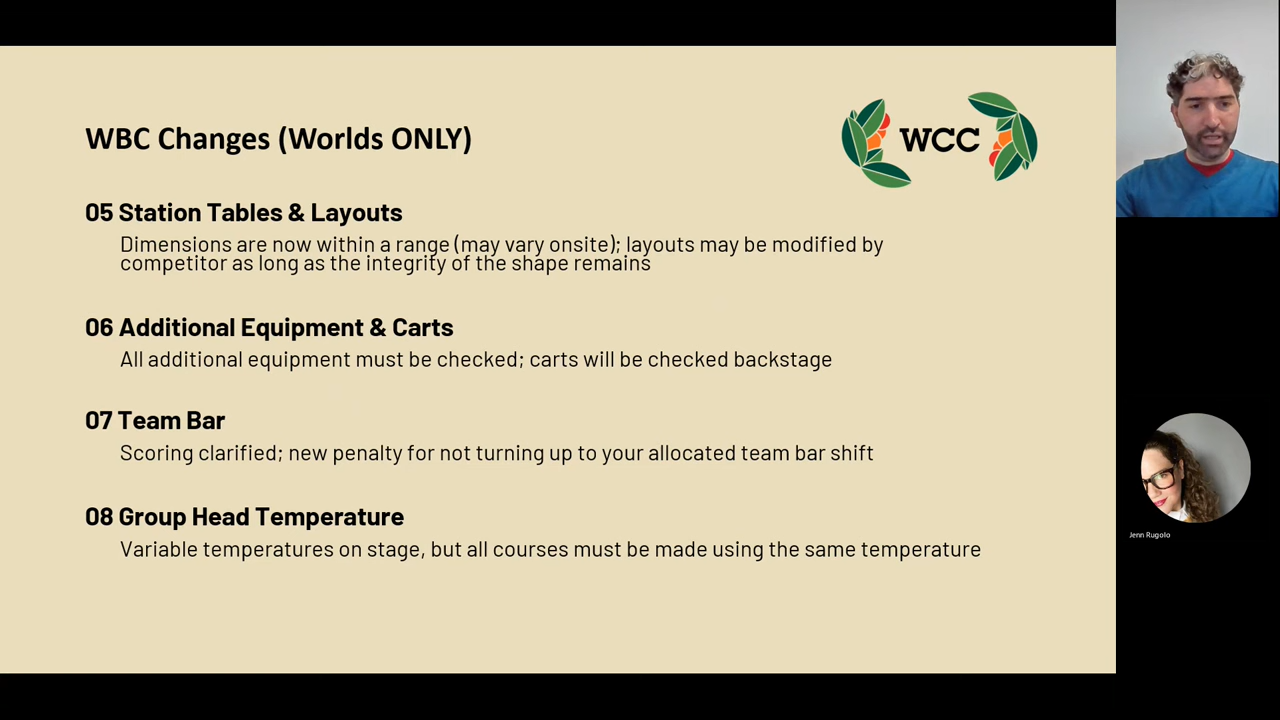 WBC Changes (Worlds ONLY)
WCC
05 Station Tables & Layouts
Dimensions are now within a range (may vary onsite); layouts may be modified by
competitor as long as the integrity of the shape remains
06 Additional Equipment & Carts
All additional equipment must be checked; carts will be checked backstage
07 Team Bar
Scoring clarified; new penalty for not turning up to your allocated team bar shift
08 Group Head Temperature
Variable temperatures on stage, but all courses must be made using the same temperature
Jenn Rugolo